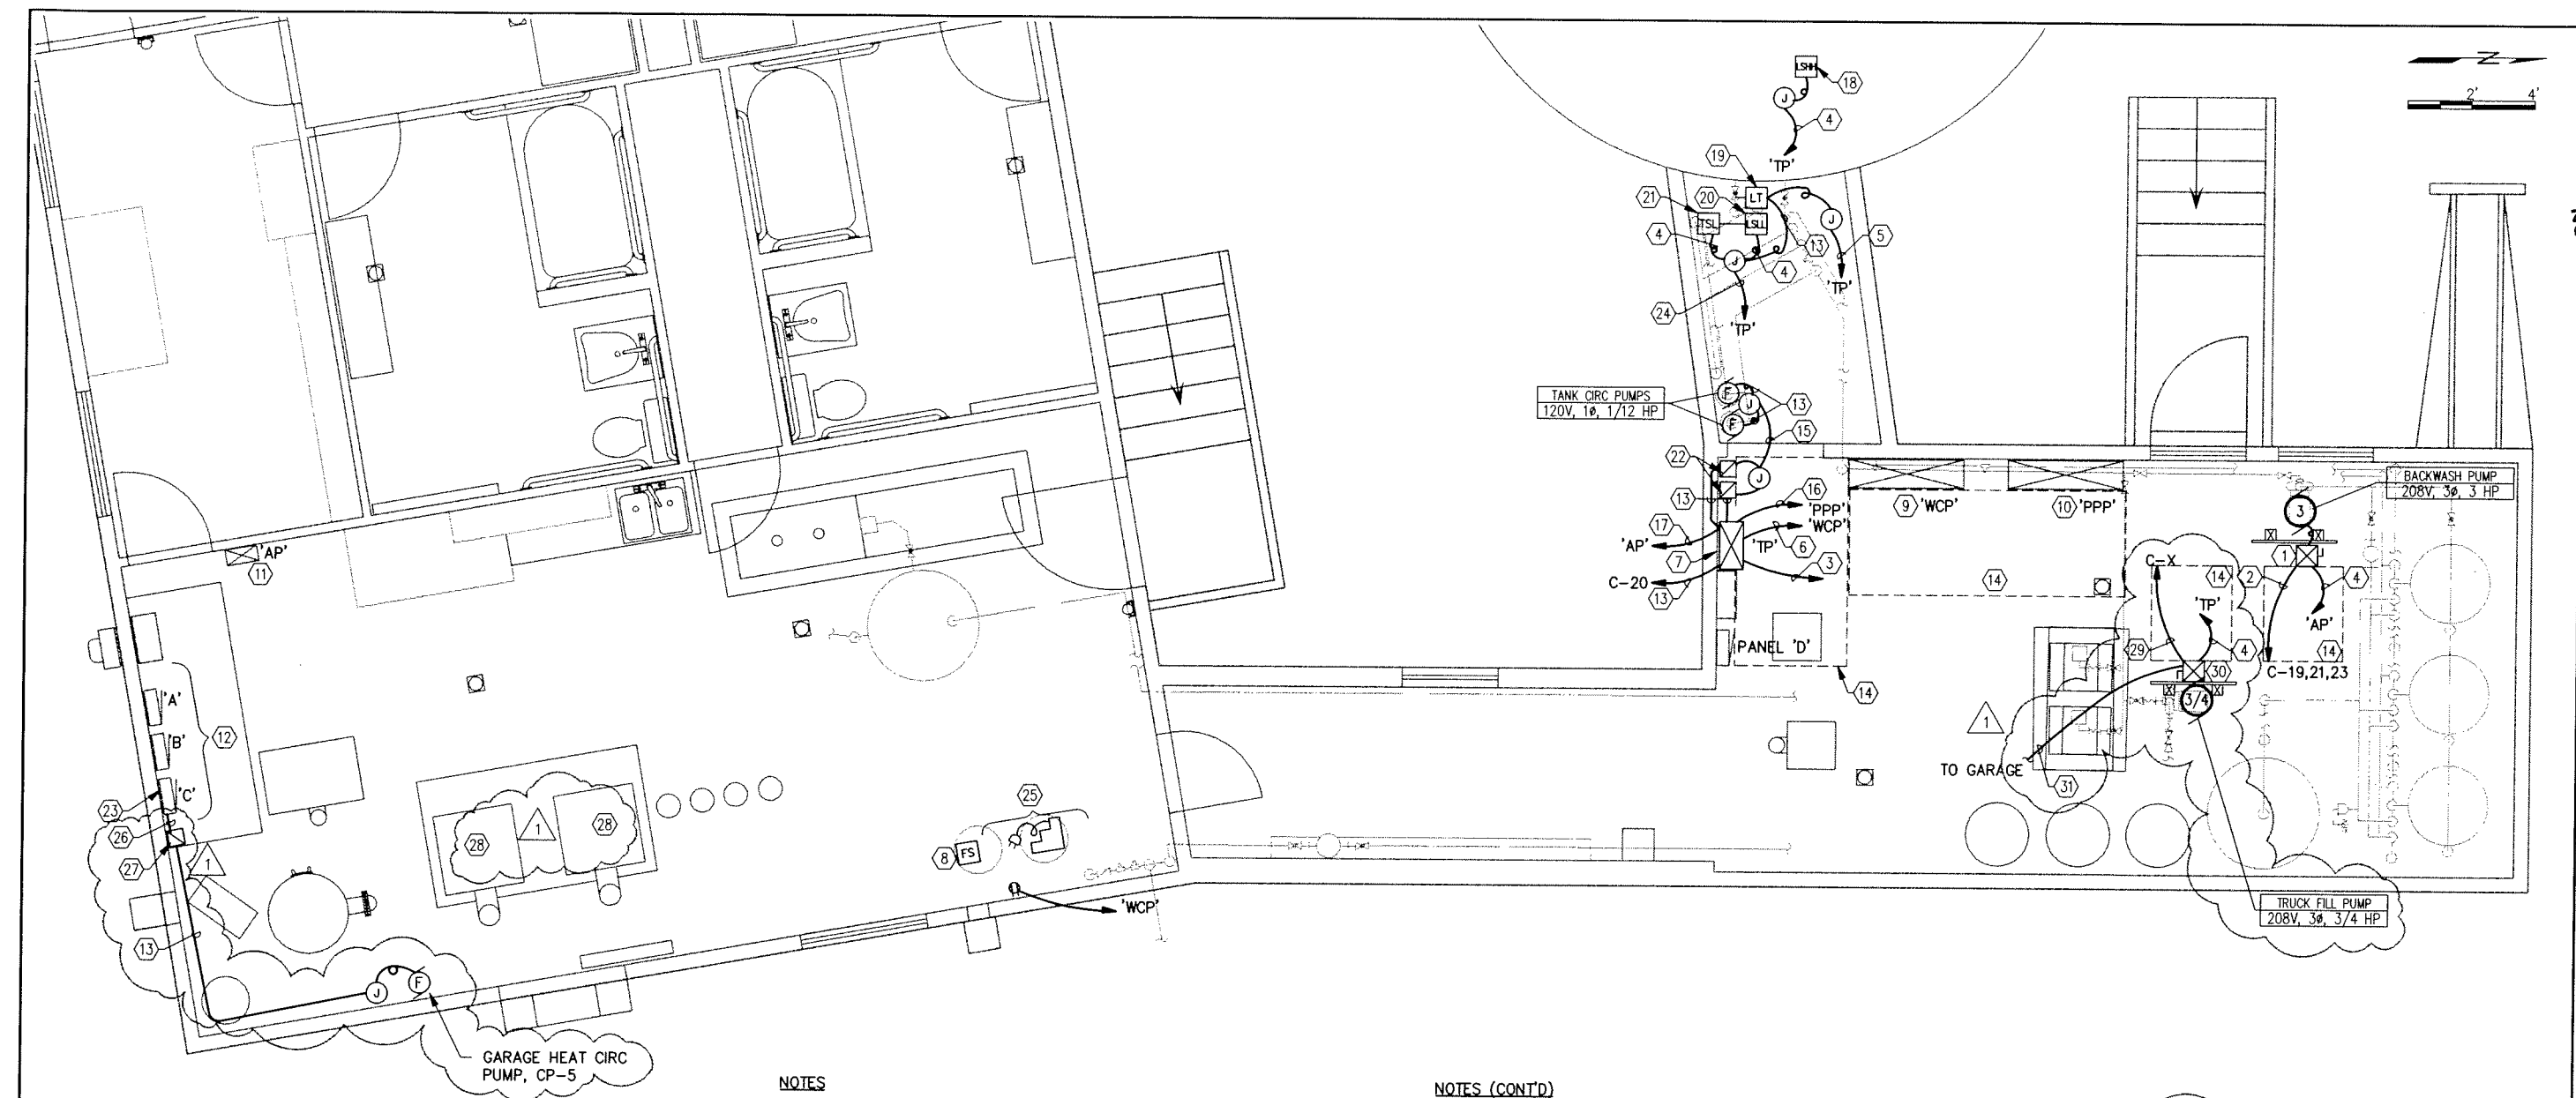 LSHH
18
J
4
'TP'
N
2' 4'
19
LT
21
20
TSL
LSLL
J
4
4
13
5
J
'TP'
24
'TP'
TANK CIRC PUMPS
120V, 1ø, 1/12 HP
F
J
F
13
15
22
J
13
16
'PPP'
'WCP'
17
'AP'
'TP'
6
7
3
C-20
13
9 'WCP'
10 'PPP'
14
PANEL 'D'
14
BACKWASH PUMP
208V, 3ø, 3 HP
3
1
C-X
14
2
4
'TP'
'AP'
29
4
14
C-19,21,23
30
3/4
1
TO GARAGE
31
TRUCK FILL PUMP
208V, 3ø, 3/4 HP
'AP'
11
'A'
'B'
12
'C'
23
26
27
1
13
28
1
28
25
8
FS
'WCP'
J
F
GARAGE HEAT CIRC
PUMP, CP-5
NOTES
NOTES (CONT'D)